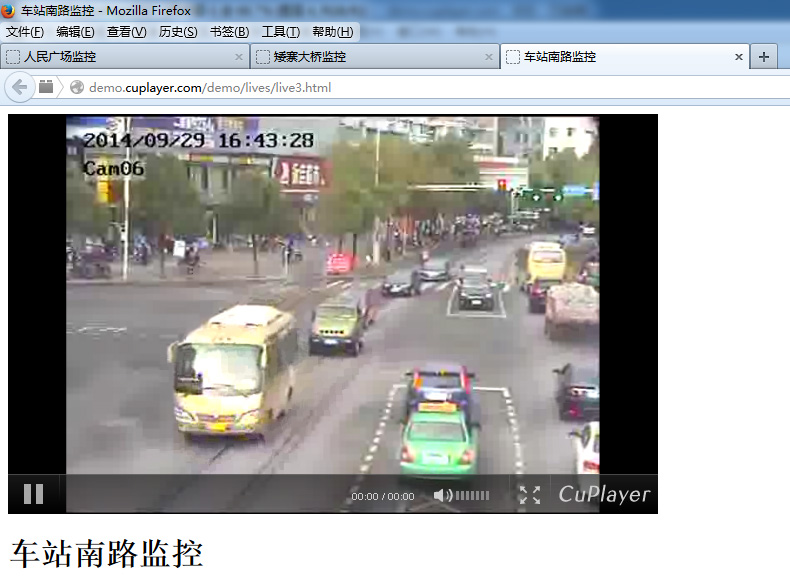 车站南路监控 - Mozilla Firefox
文件(F) 编辑(E) 查看(V) 历史(S) 书签(B) 工具(T) 帮助(H)
人民广场监控 × 矮寨大桥监控 × 车站南路监控 × +
demo.cuplayer.com/demo/lives/live3.html
2014/09/29 16:43:28
Cam06
00:00 / 00:00 CuPlayer
车站南路监控